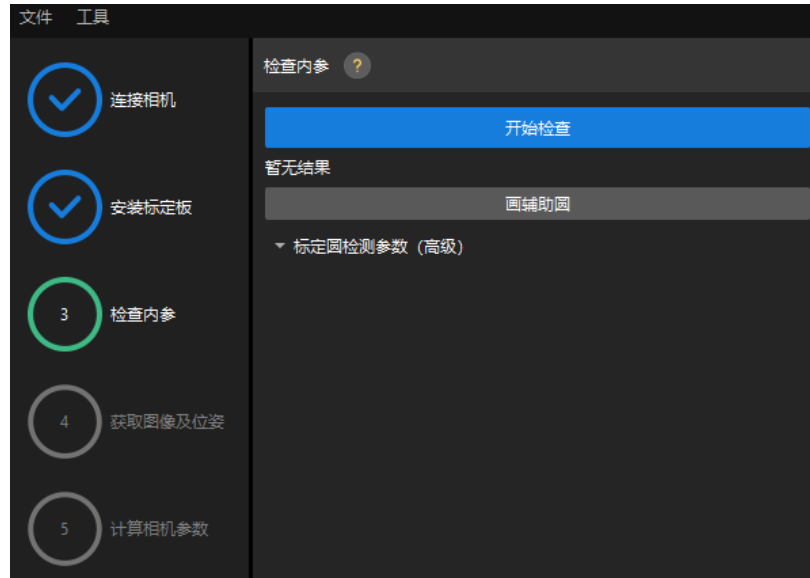 文件 工具
连接相机
安装标定板
3 检查内参
4 获取图像及位姿
5 计算相机参数
检查内参 ?
开始检查
暂无结果
画辅助圆
标定圆检测参数（高级）